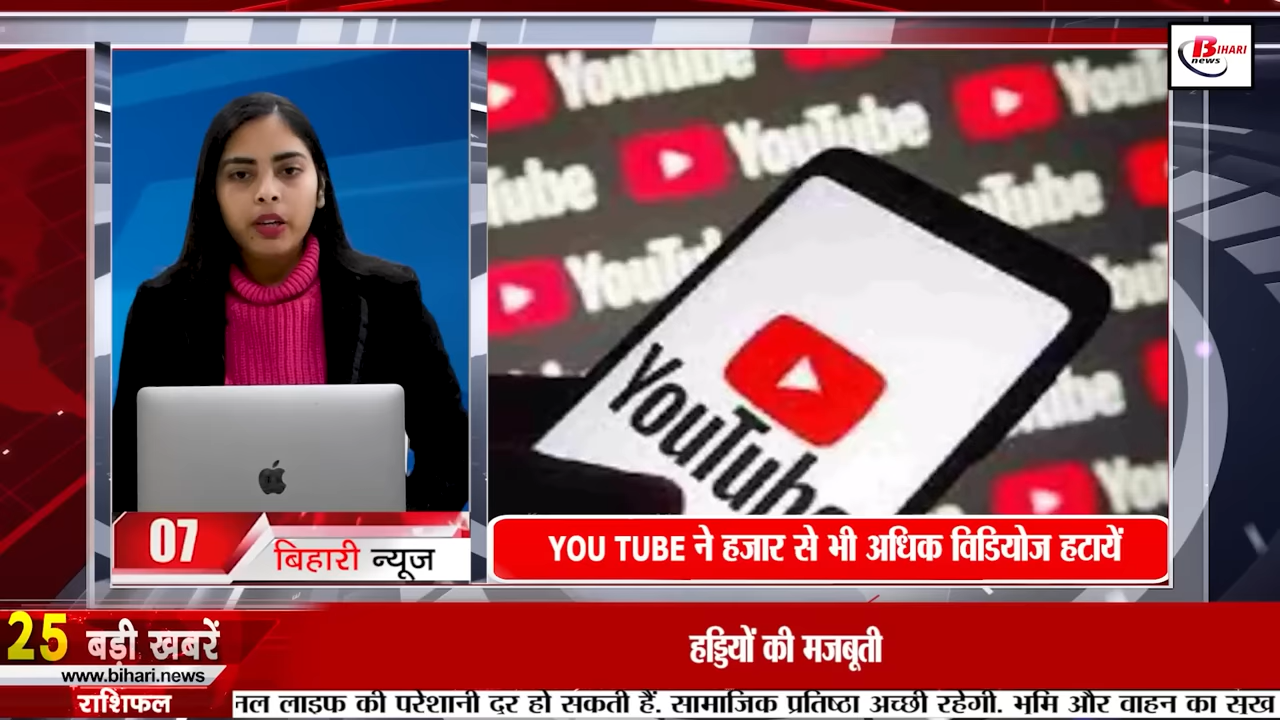 BIHARI
news
YouTube
YouTube
YouTube
YouTube
07
बिहारी न्यूज
YOU TUBE ने हजार से भी अधिक विडियोज हटायें
25 बड़ी खबरें
www.bihari.news
हड्डियों की मजबूती
राशिफल
नल लाइफ की परेशानी दूर हो सकती हैं. सामाजिक प्रतिष्ठा अच्छी रहेगी. भूमि और वाहन का सुख